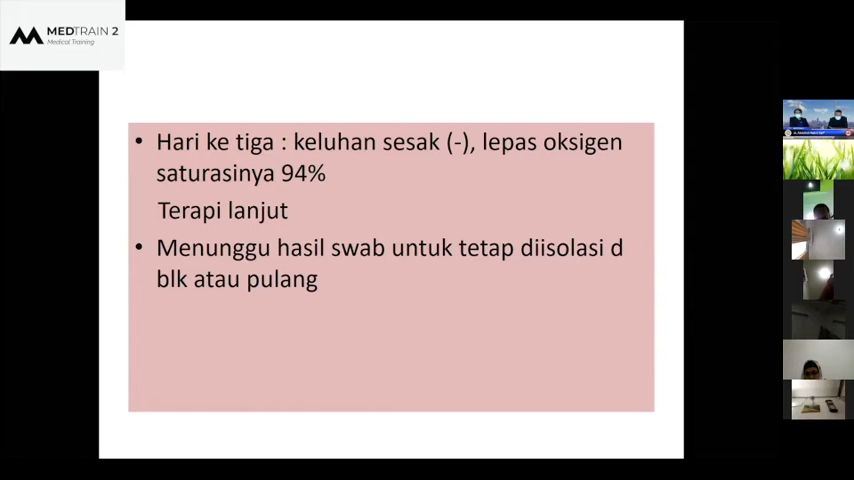 MEDTRAIN 2
Medical Training
• Hari ke tiga : keluhan sesak (-), lepas oksigen
saturasinya 94%
Terapi lanjut
• Menunggu hasil swab untuk tetap diisolasi d
blk atau pulang